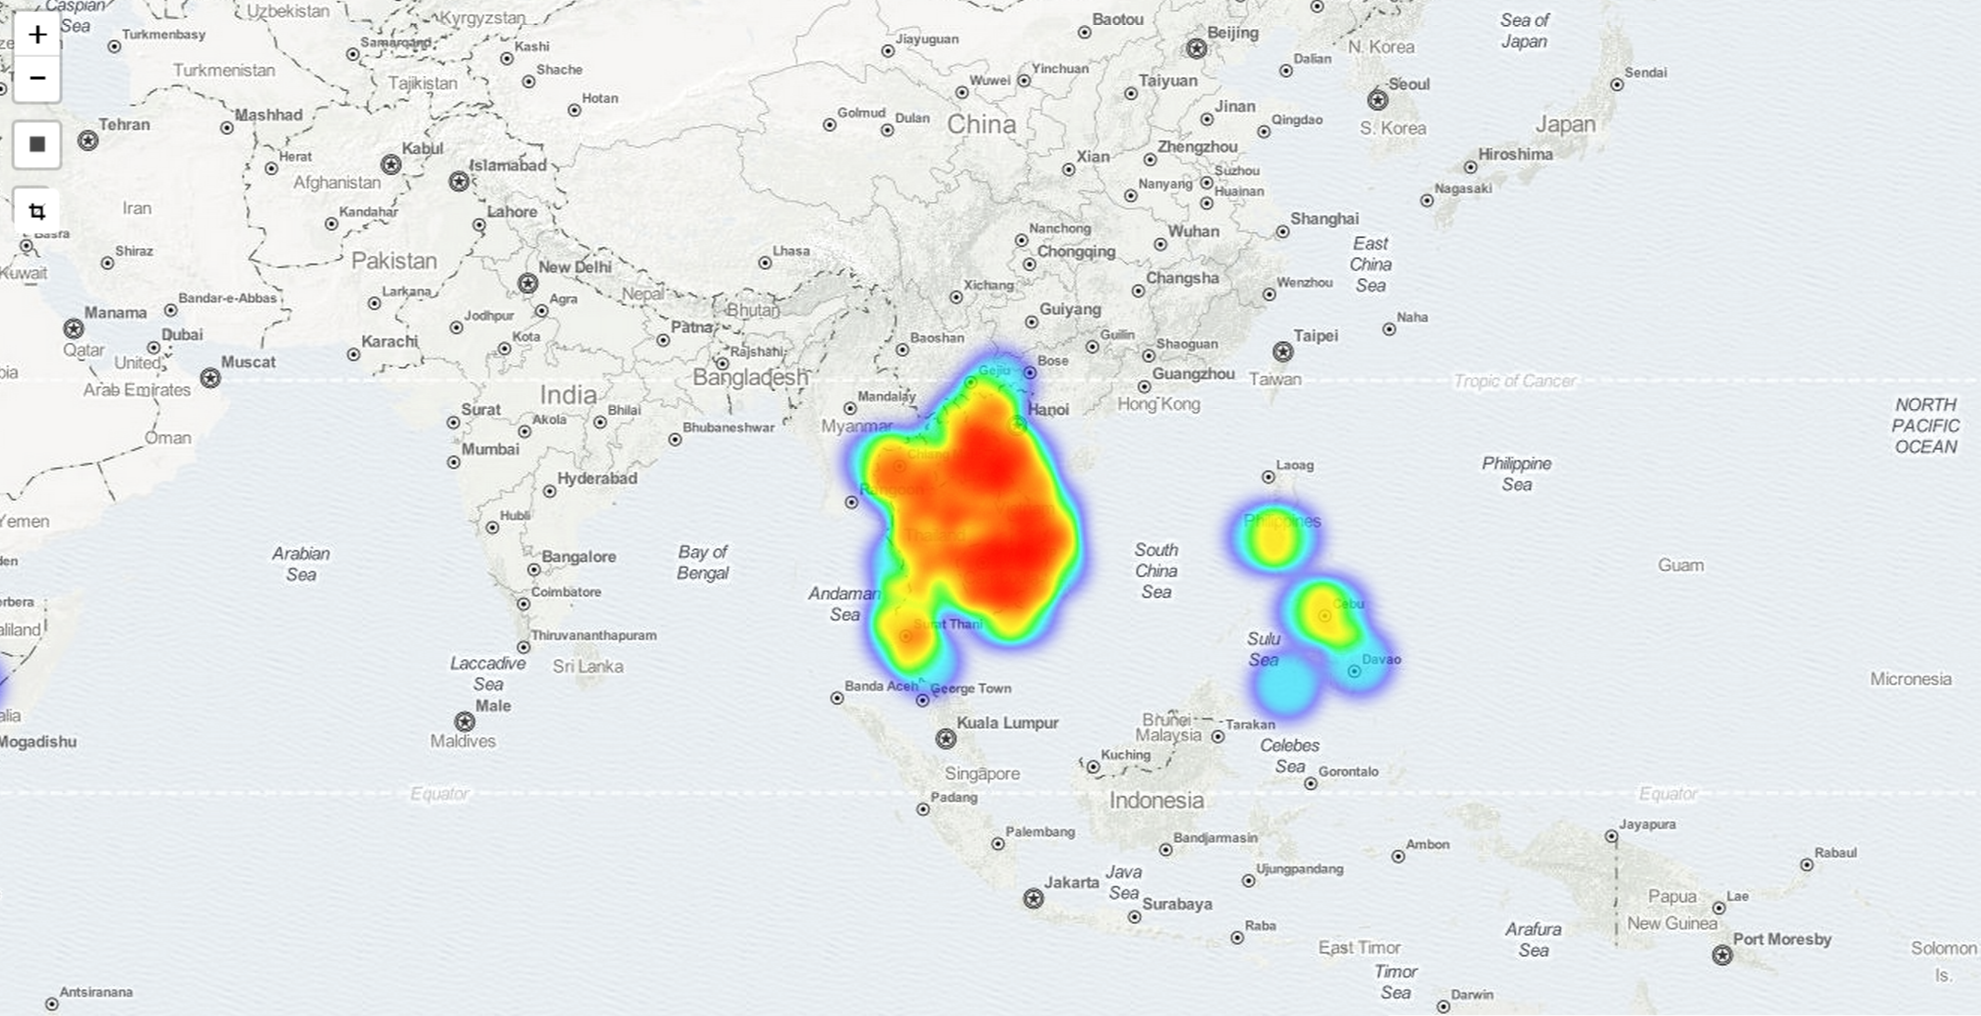 Caspian
Sea
Uzbekistan
Kyrgyzstan
Baotou
Beijing
Sea of
Japan
+
Turkmenbasy
Samarqand
Kashi
Jiayuguan
N. Korea
Dalian
−
Turkmenistan
Tajikistan
Shache
Wuwei
Yinchuan
Taiyuan
Seoul
Sendai
Hotan
Jinan
Tehran
Mashhad
Golmud
Dulan
China
Qingdao
S. Korea
Japan
Kabul
Herat
Islamabad
Xian
Zhengzhou
Hiroshima
Afghanistan
Nanyang
Suzhou
Huainan
Nagasaki
Iran
Kandahar
Lahore
Shanghai
Basra
Shiraz
Nanchong
Wuhan
East
China
Sea
Kuwait
Pakistan
Lhasa
Chongqing
New Delhi
Changsha
Wenzhou
Bandar-e-Abbas
Larkana
Agra
Nepal
Xichang
Manama
Jodhpur
Bhutan
Guiyang
Naha
Dubai
Karachi
Kota
Patna
Baoshan
Guilin
Shaoguan
Taipei
Qatar
United
Arab Emirates
Muscat
Rajshahi
Bose
Gejiu
Guangzhou
Taiwan
Tropic of Cancer
India
Bangladesh
Mandalay
Hong Kong
Surat
Akola
Bhilai
Hanoi
NORTH
PACIFIC
OCEAN
Oman
Bhubaneshwar
Myanmar
Mumbai
Laoag
Philippine
Sea
Hyderabad
Rangoon
Yemen
Hubli
Philippines
Thailand
Arabian
Sea
Bangalore
Bay of
Bengal
South
China
Sea
Guam
Coimbatore
Andaman
Sea
Cebu
Surat Thani
Thiruvananthapuram
Sulu
Sea
Laccadive
Sea
Sri Lanka
Davao
Banda Aceh
George Town
Micronesia
Male
Maldives
Mogadishu
Kuala Lumpur
Brunei
Malaysia
Tarakan
Celebes
Sea
Kuching
Singapore
Gorontalo
Equator
Padang
Indonesia
Equator
Palembang
Bandjarmasin
Ambon
Jayapura
Rabaul
Jakarta
Java
Sea
Ujungpandang
Surabaya
Papua
New Guinea
Lae
Raba
East Timor
Arafura
Sea
Port Moresby
Solomon
Is.
Timor
Sea
Antsiranana
Darwin